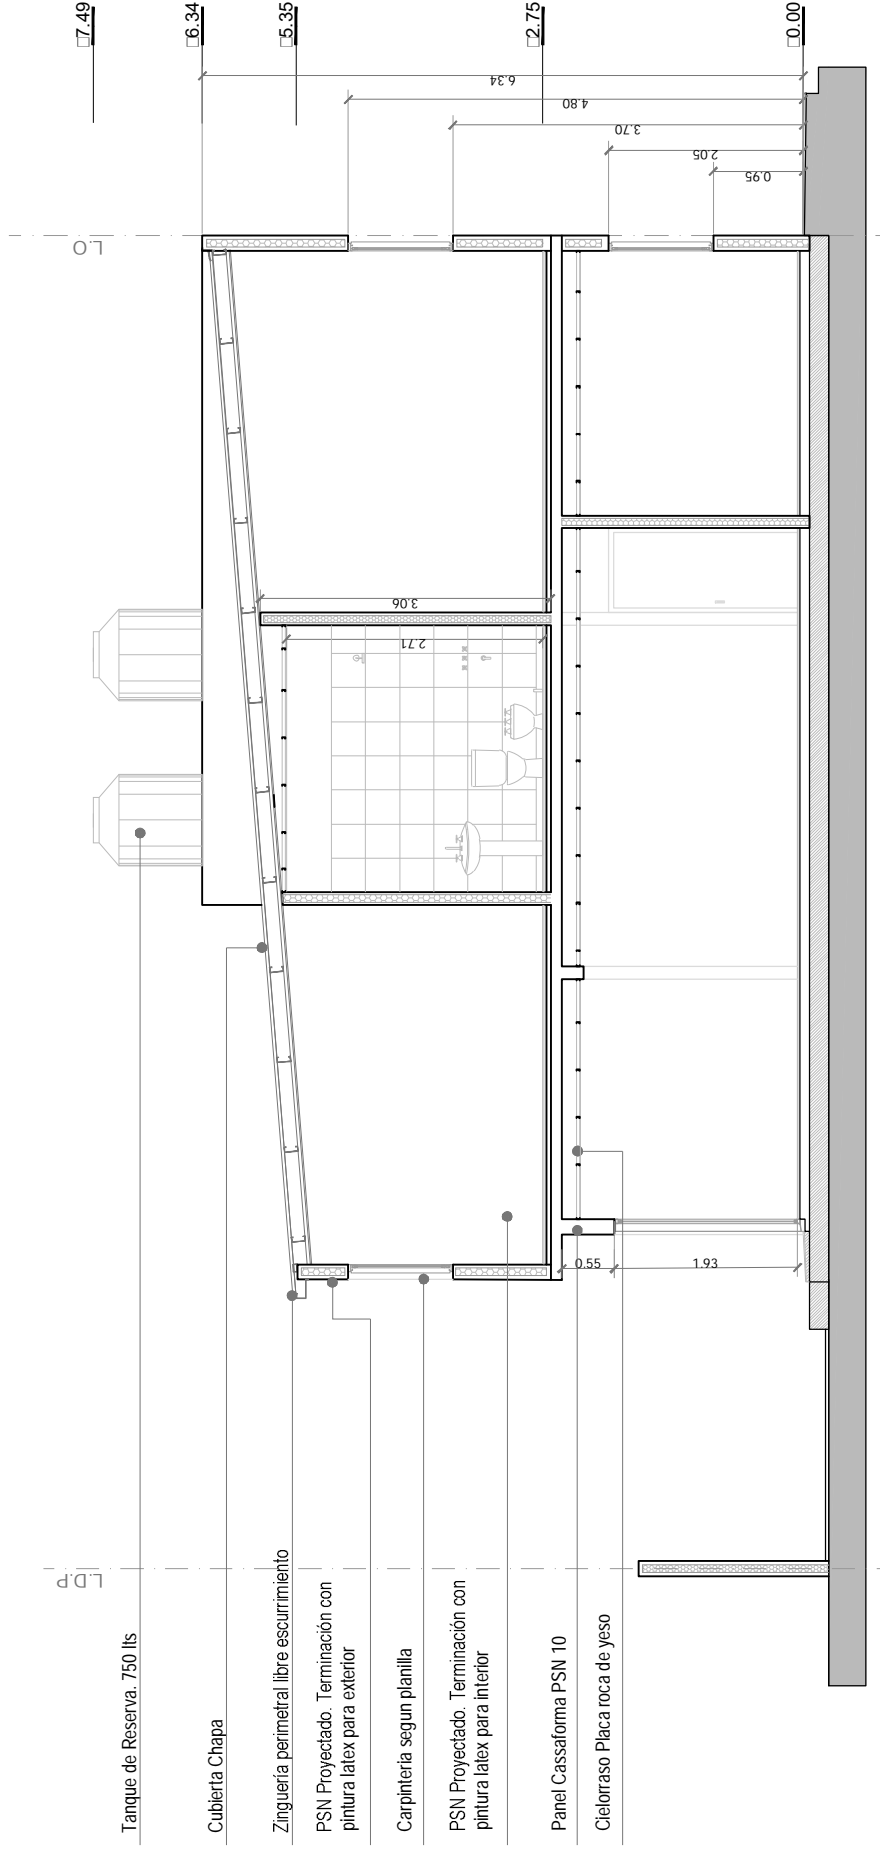 □7.49
□6.34
□5.35
□2.75
□0.00
6.34
4.80
3.70
2.05
0.95
L.O
3.06
2.71
0.55
1.93
L.D.P
Tanque de Reserva. 750 lts
Cubierta Chapa
Zingueria perimetral libre escurrimiento
PSN Proyectado. Terminación con
pintura latex para exterior
Carpinteria segun planilla
PSN Proyectado. Terminación con
pintura latex para interior
Panel Cassaforma PSN 10
Cielorraso Placa roca de yeso